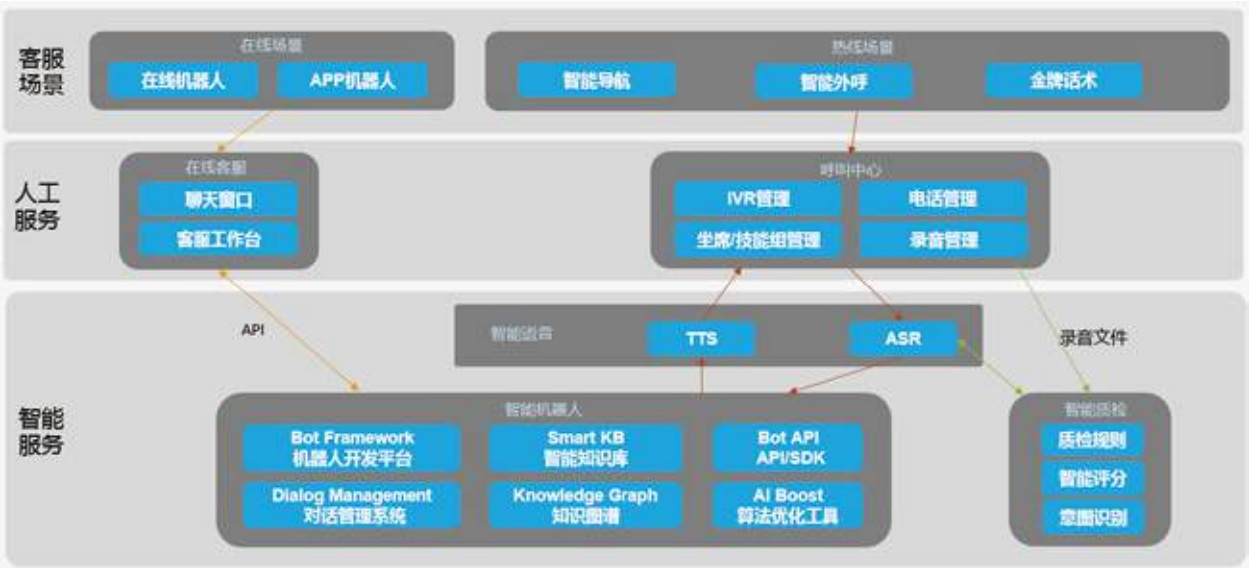 客服
场景
在线场景
在线机器人
APP机器人
热线场景
智能导航
智能外呼
金牌话术
人工
服务
在线客服
聊天窗口
客服工作台
呼叫中心
IVR管理
电话管理
坐席/技能组管理
录音管理
智能
服务
API
智能语音
TTS
ASR
录音文件
智能机器人
Bot Framework
机器人开发平台
Smart KB
智能知识库
Bot API
API/SDK
Dialog Management
对话管理系统
Knowledge Graph
知识图谱
AI Boost
算法优化工具
智能质检
质检规则
智能评分
意图识别